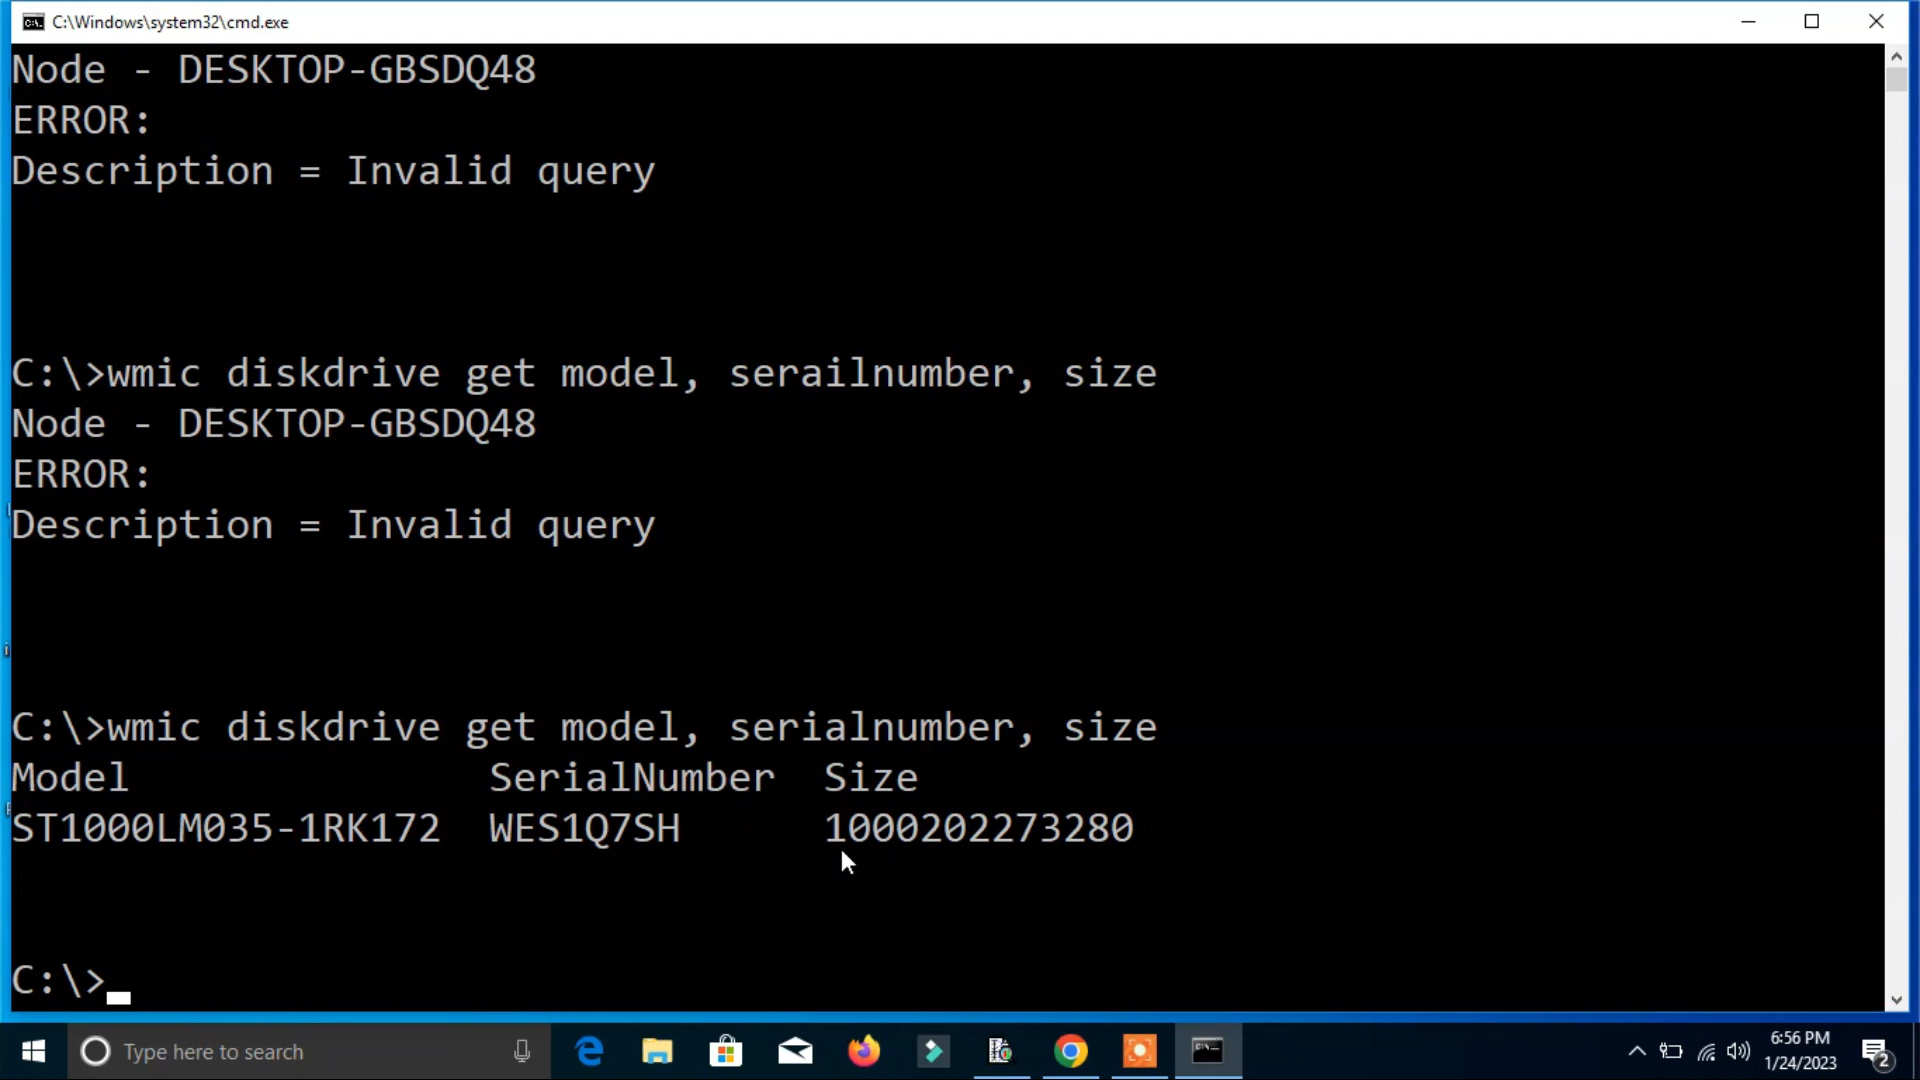 C:\Windows\system32\cmd.exe
Node - DESKTOP-GBSDQ48
ERROR:
Description = Invalid query
C:\>wmic diskdrive get model, serailnumber, size
Node - DESKTOP-GBSDQ48
ERROR:
Description = Invalid query
C:\>wmic diskdrive get model, serialnumber, size
Model SerialNumber Size
ST1000LM035-1RK172 WES1Q7SH 1000202273280
C:\>
Type here to search
6:56 PM
1/24/2023
2